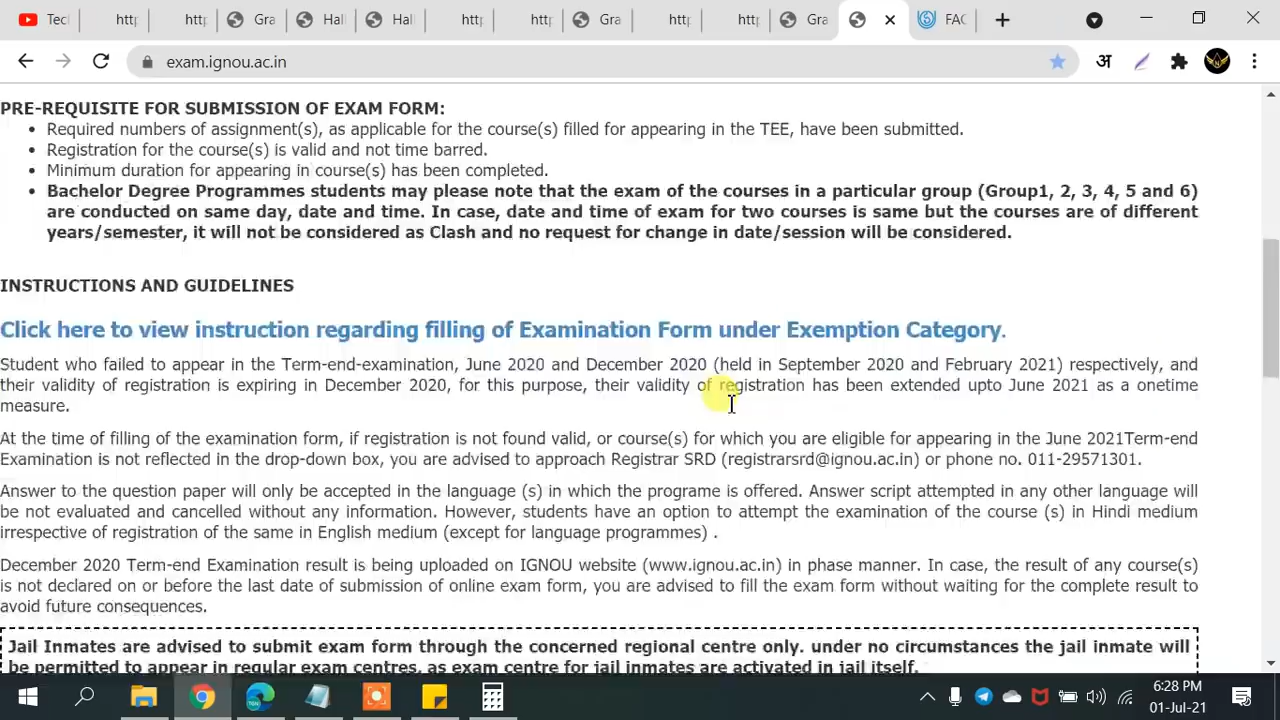 Tecl
htt
htt
Gra
Hall
Hall
htt
htt
Gra
htt
htt
Gra
FAC
exam.ignou.ac.in
अ
PRE-REQUISITE FOR SUBMISSION OF EXAM FORM:
• Required numbers of assignment(s), as applicable for the course(s) filled for appearing in the TEE, have been submitted.
• Registration for the course(s) is valid and not time barred.
• Minimum duration for appearing in course(s) has been completed.
• Bachelor Degree Programmes students may please note that the exam of the courses in a particular group (Group1, 2, 3, 4, 5 and 6)
are conducted on same day, date and time. In case, date and time of exam for two courses is same but the courses are of different
years/semester, it will not be considered as Clash and no request for change in date/session will be considered.
INSTRUCTIONS AND GUIDELINES
Click here to view instruction regarding filling of Examination Form under Exemption Category.
Student who failed to appear in the Term-end-examination, June 2020 and December 2020 (held in September 2020 and February 2021) respectively, and
their validity of registration is expiring in December 2020, for this purpose, their validity of registration has been extended upto June 2021 as a onetime
measure.
At the time of filling of the examination form, if registration is not found valid, or course(s) for which you are eligible for appearing in the June 2021Term-end
Examination is not reflected in the drop-down box, you are advised to approach Registrar SRD (registrarsrd@ignou.ac.in) or phone no. 011-29571301.
Answer to the question paper will only be accepted in the language (s) in which the programe is offered. Answer script attempted in any other language will
be not evaluated and cancelled without any information. However, students have an option to attempt the examination of the course (s) in Hindi medium
irrespective of registration of the same in English medium (except for language programmes) .
December 2020 Term-end Examination result is being uploaded on IGNOU website (www.ignou.ac.in) in phase manner. In case, the result of any course(s)
is not declared on or before the last date of submission of online exam form, you are advised to fill the exam form without waiting for the complete result to
avoid future consequences.
Jail Inmates are advised to submit exam form through the concerned regional centre only. under no circumstances the jail inmate will
be permitted to appear in regular exam centres, as exam centre for jail inmates are activated in jail itself.
6:28 PM
01-Jul-21